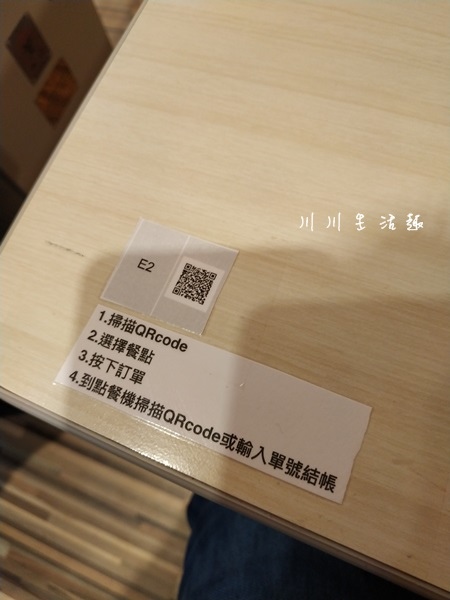 川川生活趣
E2
1.掃描QRcode
2.選擇餐點
3.按下訂單
4.到點餐機掃描QRcode或輸入單號結帳